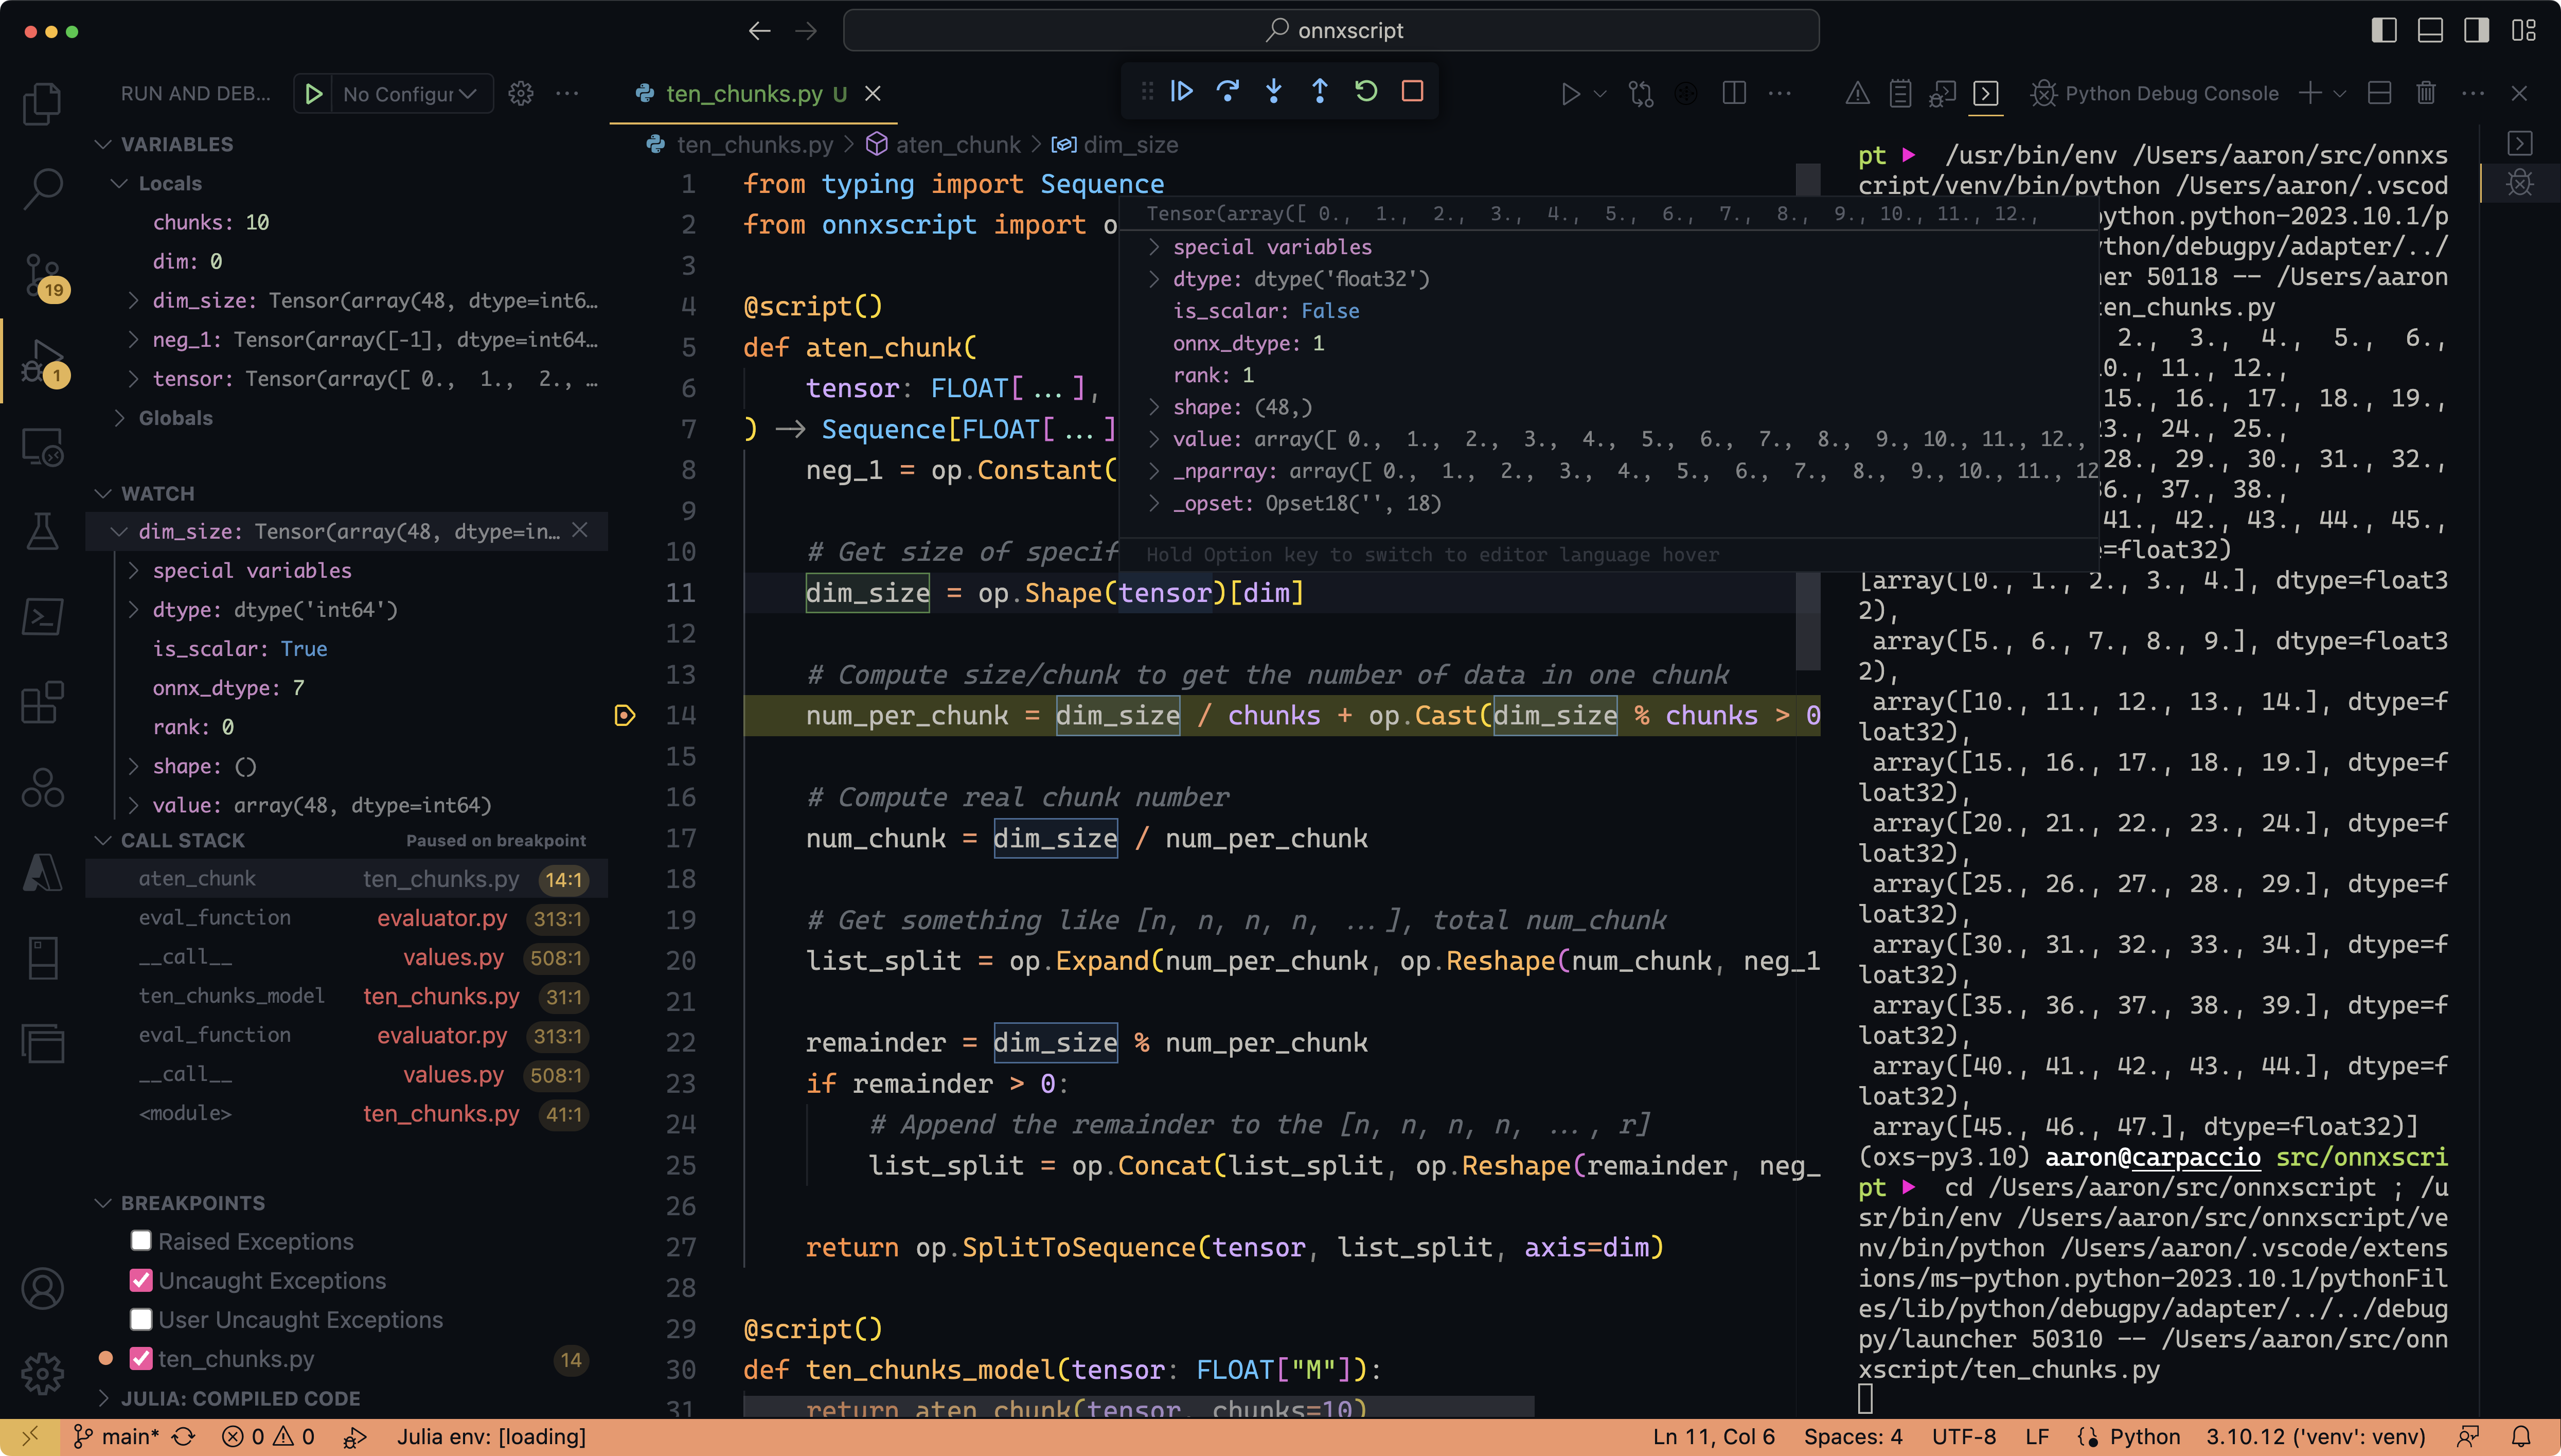 onnxscript
RUN AND DEB...
No Configur
ten_chunks.py U
Python Debug Console
VARIABLES
Locals
chunks: 10
dim: 0
dim_size: Tensor(array(48, dtype=int6…
neg_1: Tensor(array([-1], dtype=int64…
tensor: Tensor(array([ 0.,  1.,  2., …
Globals
WATCH
dim_size: Tensor(array(48, dtype=in…
special variables
dtype: dtype('int64')
is_scalar: True
onnx_dtype: 7
rank: 0
shape: ()
value: array(48, dtype=int64)
CALL STACK
Paused on breakpoint
aten_chunk ten_chunks.py 14:1
eval_function evaluator.py 313:1
__call__ values.py 508:1
ten_chunks_model ten_chunks.py 31:1
eval_function evaluator.py 313:1
__call__ values.py 508:1
<module> ten_chunks.py 41:1
BREAKPOINTS
Raised Exceptions
Uncaught Exceptions
User Uncaught Exceptions
ten_chunks.py 14
JULIA: COMPILED CODE
19
1
ten_chunks.py > aten_chunk > dim_size
1 from typing import Sequence
2 from onnxscript import o
3
4 @script()
5 def aten_chunk(
6 tensor: FLOAT[...],
7 ) -> Sequence[FLOAT[...]
8 neg_1 = op.Constant(
9
10 # Get size of specif
11 dim_size = op.Shape(tensor)[dim]
12
13 # Compute size/chunk to get the number of data in one chunk
14 num_per_chunk = dim_size / chunks + op.Cast(dim_size % chunks > 0
15
16 # Compute real chunk number
17 num_chunk = dim_size / num_per_chunk
18
19 # Get something like [n, n, n, n, ...], total num_chunk
20 list_split = op.Expand(num_per_chunk, op.Reshape(num_chunk, neg_1
21
22 remainder = dim_size % num_per_chunk
23 if remainder > 0:
24 # Append the remainder to the [n, n, n, n, ..., r]
25 list_split = op.Concat(list_split, op.Reshape(remainder, neg_
26
27 return op.SplitToSequence(tensor, list_split, axis=dim)
28
29 @script()
30 def ten_chunks_model(tensor: FLOAT["M"]):
31 return aten_chunk(tensor, chunks=10)
Tensor(array([ 0.,  1.,  2.,  3.,  4.,  5.,  6.,  7.,  8.,  9., 10., 11., 12.,
special variables
dtype: dtype('float32')
is_scalar: False
onnx_dtype: 1
rank: 1
shape: (48,)
value: array([ 0.,  1.,  2.,  3.,  4.,  5.,  6.,  7.,  8.,  9., 10., 11., 12.,
_nparray: array([ 0.,  1.,  2.,  3.,  4.,  5.,  6.,  7.,  8.,  9., 10., 11., 12
_opset: Opset18('', 18)
Hold Option key to switch to editor language hover
pt /usr/bin/env /Users/aaron/src/onnxs
cript/venv/bin/python /Users/aaron/.vscod
ython.python-2023.10.1/p
thon/debugpy/adapter/../
er 50118 -- /Users/aaron
en_chunks.py
2.,  3.,  4.,  5.,  6.,
0., 11., 12.,
15., 16., 17., 18., 19.,
3., 24., 25.,
28., 29., 30., 31., 32.,
6., 37., 38.,
41., 42., 43., 44., 45.,
=float32)
[array([0., 1., 2., 3., 4.], dtype=float3
2),
array([5., 6., 7., 8., 9.], dtype=float3
2),
array([10., 11., 12., 13., 14.], dtype=f
loat32),
array([15., 16., 17., 18., 19.], dtype=f
loat32),
array([20., 21., 22., 23., 24.], dtype=f
loat32),
array([25., 26., 27., 28., 29.], dtype=f
loat32),
array([30., 31., 32., 33., 34.], dtype=f
loat32),
array([35., 36., 37., 38., 39.], dtype=f
loat32),
array([40., 41., 42., 43., 44.], dtype=f
loat32),
array([45., 46., 47.], dtype=float32)]
(oxs-py3.10) aaron@carpaccio src/onnxscri
pt cd /Users/aaron/src/onnxscript ; /u
sr/bin/env /Users/aaron/src/onnxscript/ve
nv/bin/python /Users/aaron/.vscode/extens
ions/ms-python.python-2023.10.1/pythonFil
es/lib/python/debugpy/adapter/../../debug
py/launcher 50310 -- /Users/aaron/src/onn
xscript/ten_chunks.py
main* 0 0 Julia env: [loading] Ln 11, Col 6 Spaces: 4 UTF-8 LF Python 3.10.12 ('venv': venv)